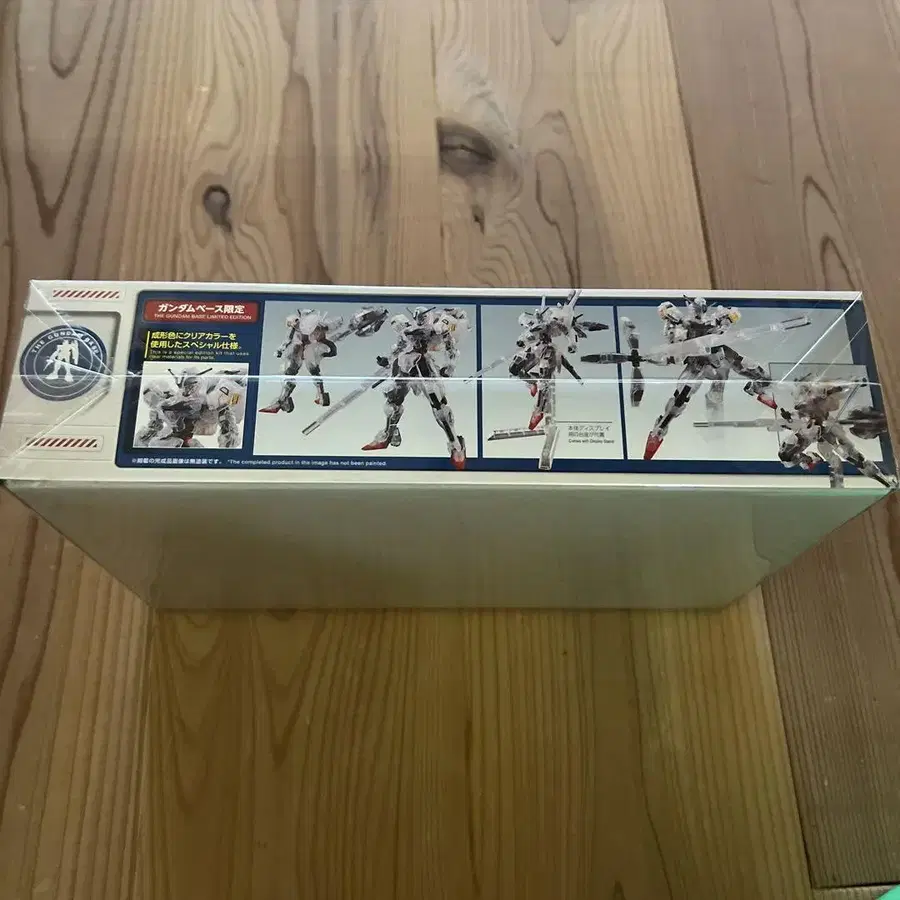 THE GUNDAM BASE
ガンダムベース限定
THE GUNDAM BASE LIMITED EDITION
成形色にクリアカラーを
使用したスペシャル仕様。
This is a special edition kit that uses
clear materials for its parts.
本体ディスプレイ
用の台座が付属
Comes with Display Stand
※掲載の完成品画像は無塗装です。 *The completed product in the image has not been painted.